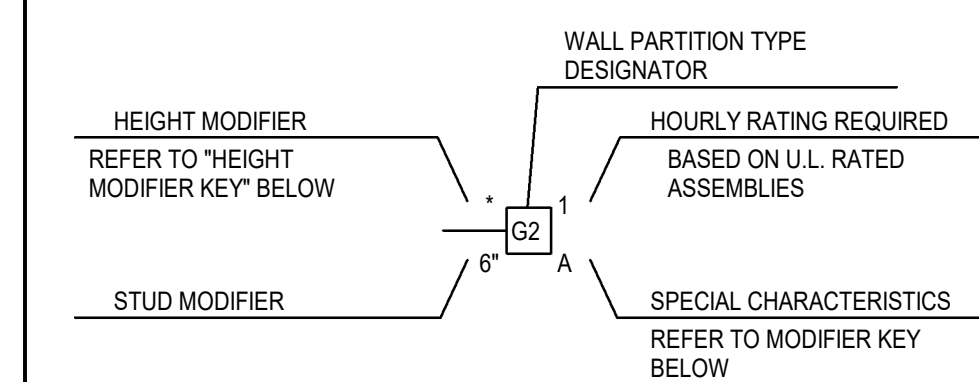 WALL PARTITION TYPE
DESIGNATOR
HEIGHT MODIFIER
HOURLY RATING REQUIRED
REFER TO "HEIGHT
MODIFIER KEY" BELOW
BASED ON U.L. RATED
ASSEMBLIES
* 1
G2
6" A
STUD MODIFIER
SPECIAL CHARACTERISTICS
REFER TO MODIFIER KEY
BELOW